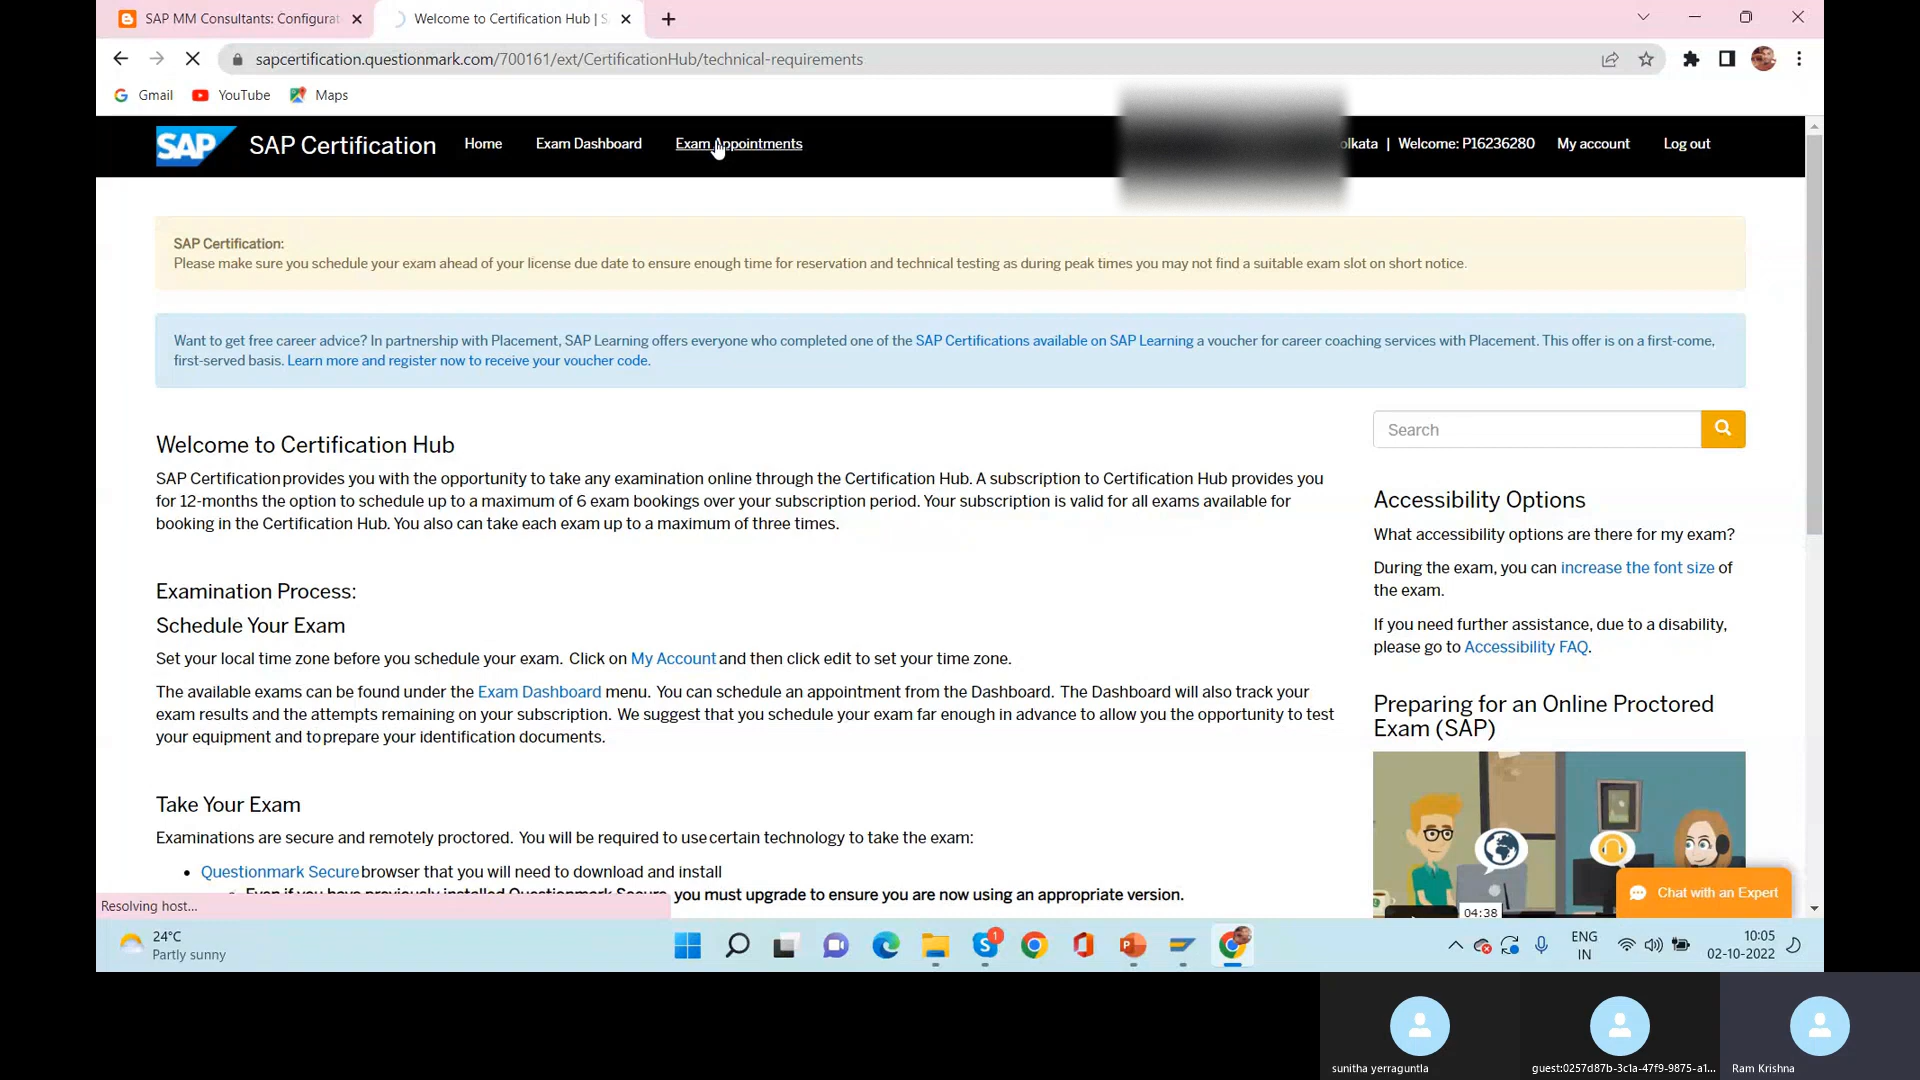 SAP MM Consultants: Configurat
Welcome to Certification Hub | S
sapcertification.questionmark.com/700161/ext/CertificationHub/technical-requirements
Gmail YouTube Maps
SAP SAP Certification Home Exam Dashboard Exam Appointments olkata | Welcome: P16236280 My account Log out
SAP Certification:
Please make sure you schedule your exam ahead of your license due date to ensure enough time for reservation and technical testing as during peak times you may not find a suitable exam slot on short notice.
Want to get free career advice? In partnership with Placement, SAP Learning offers everyone who completed one of the SAP Certifications available on SAP Learning a voucher for career coaching services with Placement. This offer is on a first-come,
first-served basis. Learn more and register now to receive your voucher code.
Welcome to Certification Hub
SAP Certification provides you with the opportunity to take any examination online through the Certification Hub. A subscription to Certification Hub provides you
for 12-months the option to schedule up to a maximum of 6 exam bookings over your subscription period. Your subscription is valid for all exams available for
booking in the Certification Hub. You also can take each exam up to a maximum of three times.
Examination Process:
Schedule Your Exam
Set your local time zone before you schedule your exam. Click on My Account and then click edit to set your time zone.
The available exams can be found under the Exam Dashboard menu. You can schedule an appointment from the Dashboard. The Dashboard will also track your
exam results and the attempts remaining on your subscription. We suggest that you schedule your exam far enough in advance to allow you the opportunity to test
your equipment and to prepare your identification documents.
Take Your Exam
Examinations are secure and remotely proctored. You will be required to use certain technology to take the exam:
• Questionmark Secure browser that you will need to download and install
Even if you have previously installed Questionmark Secure, you must upgrade to ensure you are now using an appropriate version.
Resolving host...
Search
Accessibility Options
What accessibility options are there for my exam?
During the exam, you can increase the font size of
the exam.
If you need further assistance, due to a disability,
please go to Accessibility FAQ.
Preparing for an Online Proctored
Exam (SAP)
Chat with an Expert
04:38
24°C
Partly sunny
1
ENG
IN
10:05
02-10-2022
sunitha yerraguntla
guest:0257d87b-3c1a-47f9-9875-a1...
Ram Krishna